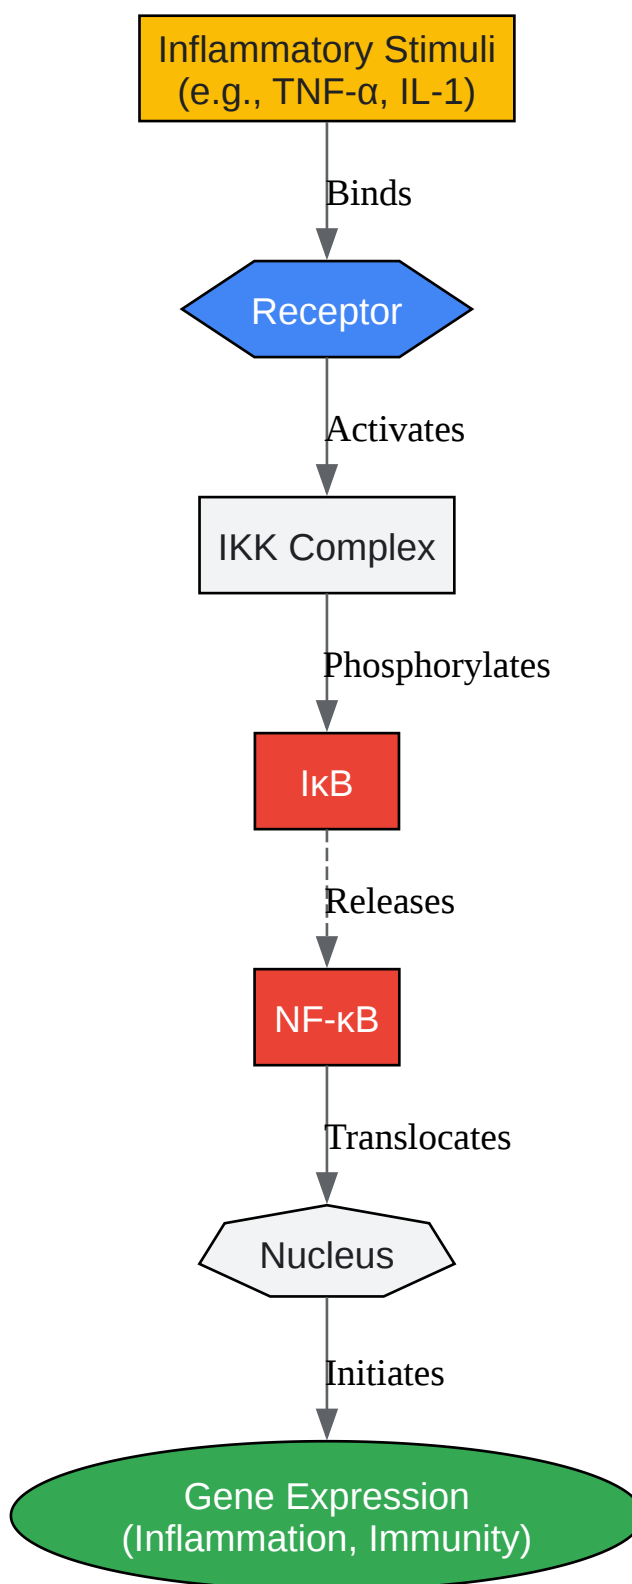 Inflammatory Stimuli
(e.g., TNF-α, IL-1)
Binds
Receptor
Activates
IKK Complex
Phosphorylates
IκB
Releases
NF-κB
Translocates
Nucleus
Initiates
Gene Expression
(Inflammation, Immunity)